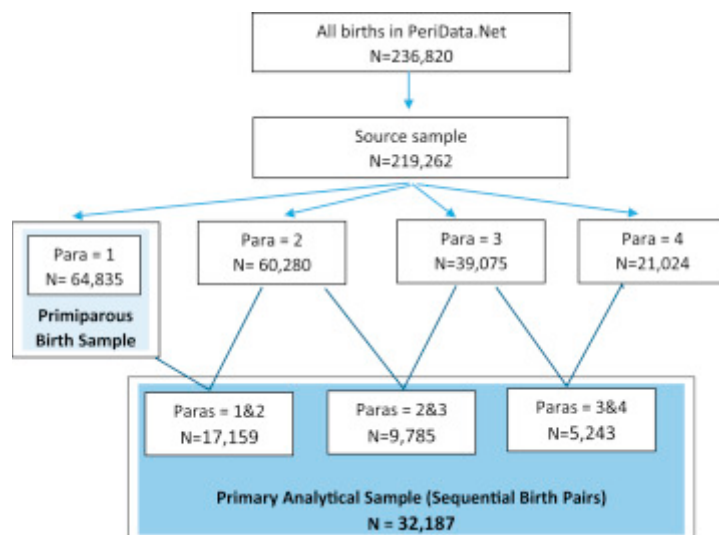 All births in PeriData.Net
N=236,820
Source sample
N=219,262
Para = 1
N= 64,835
Primiparous
Birth Sample
Para = 2
N= 60,280
Para = 3
N=39,075
Para = 4
N=21,024
Paras = 1&2
N=17,159
Paras = 2&3
N=9,785
Paras = 3&4
N=5,243
Primary Analytical Sample (Sequential Birth Pairs)
N = 32,187